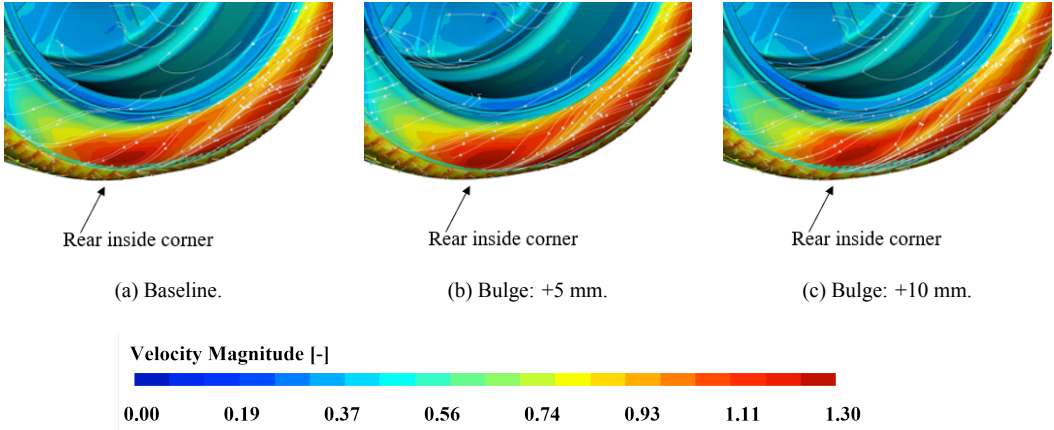 Rear inside corner Rear inside corner Rear inside corner
(a) Baseline. (b) Bulge: +5 mm. (c) Bulge: +10 mm.
Velocity Magnitude [-]
0.00 0.19 0.37 0.56 0.74 0.93 1.11 1.30